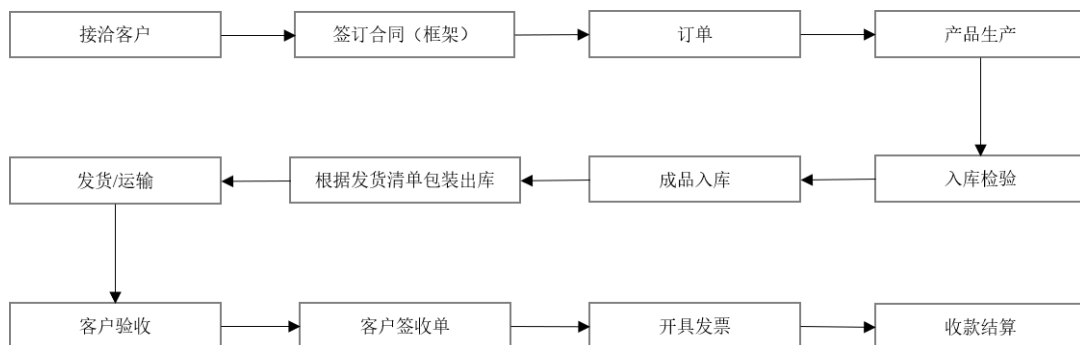 接洽客户
签订合同（框架）
订单
产品生产
入库检验
成品入库
根据发货清单包装出库
发货/运输
客户验收
客户签收单
开具发票
收款结算